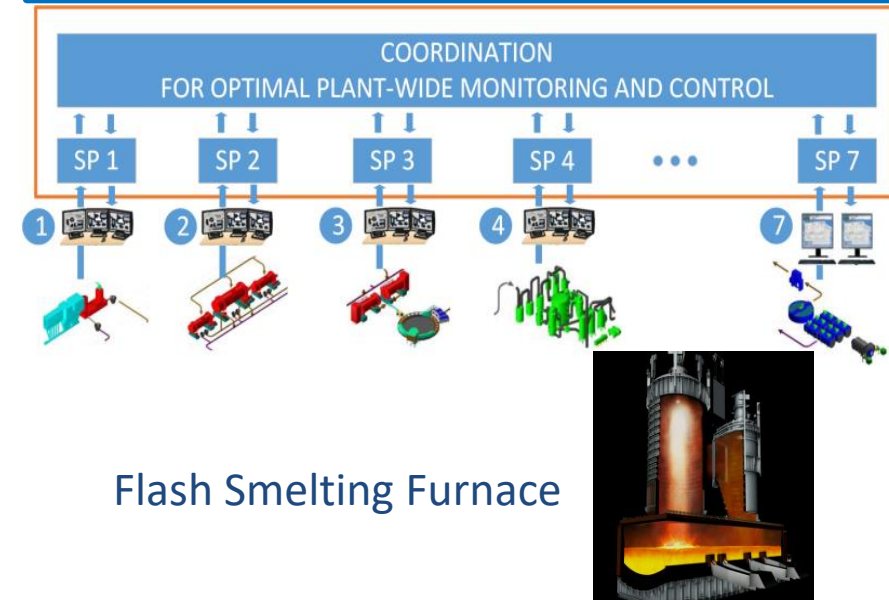 COORDINATION
FOR OPTIMAL PLANT-WIDE MONITORING AND CONTROL
SP 1 SP 2 SP 3 SP 4 ••• SP 7
1 2 3 4 7
Flash Smelting Furnace